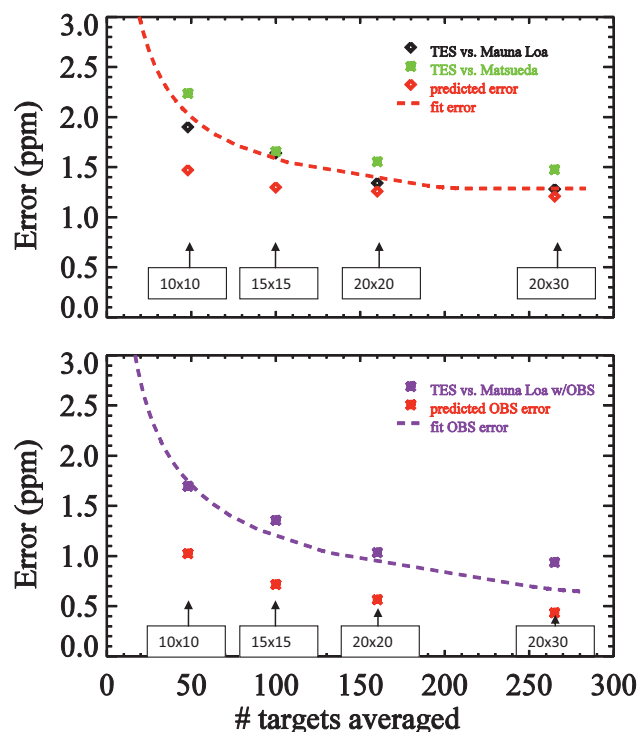 3.0
2.5
2.0
1.5
1.0
0.5
0.0
Error (ppm)
TES vs. Mauna Loa
TES vs. Matsueda
predicted error
fit error
10x10
15x15
20x20
20x30
3.0
2.5
2.0
1.5
1.0
0.5
0.0
Error (ppm)
TES vs. Mauna Loa w/OBS
predicted OBS error
fit OBS error
10x10
15x15
20x20
20x30
0 50 100 150 200 250 300
# targets averaged